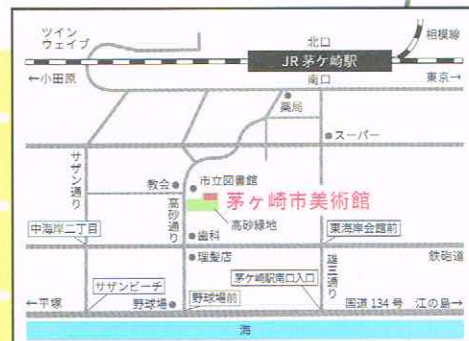 ツイン
ウェイブ
北口
相模線
JR 茅ケ崎駅
←小田原
南口
東京→
薬局
スーパー
サザン通り
教会
市立図書館
高砂通り
茅ヶ崎市美術館
高砂緑地
中海岸二丁目
歯科
東海岸会館前
理髪店
雄三通り
鉄砲道
サザンビーチ
茅ケ崎駅南口入口
←平塚
野球場
野球場前
国道 134 号
江の島→
海